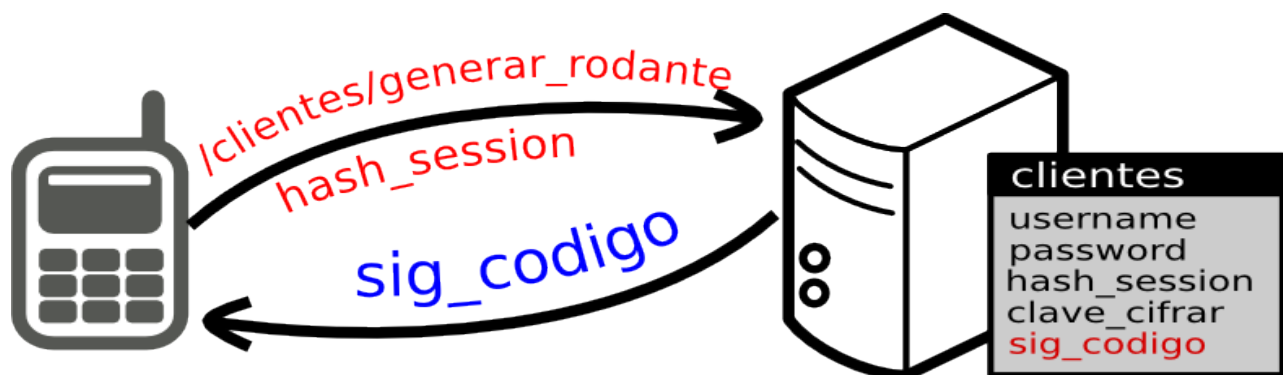 /clientes/generar_rodante
hash_session
sig_codigo
clientes
username
password
hash_session
clave_cifrar
sig_codigo